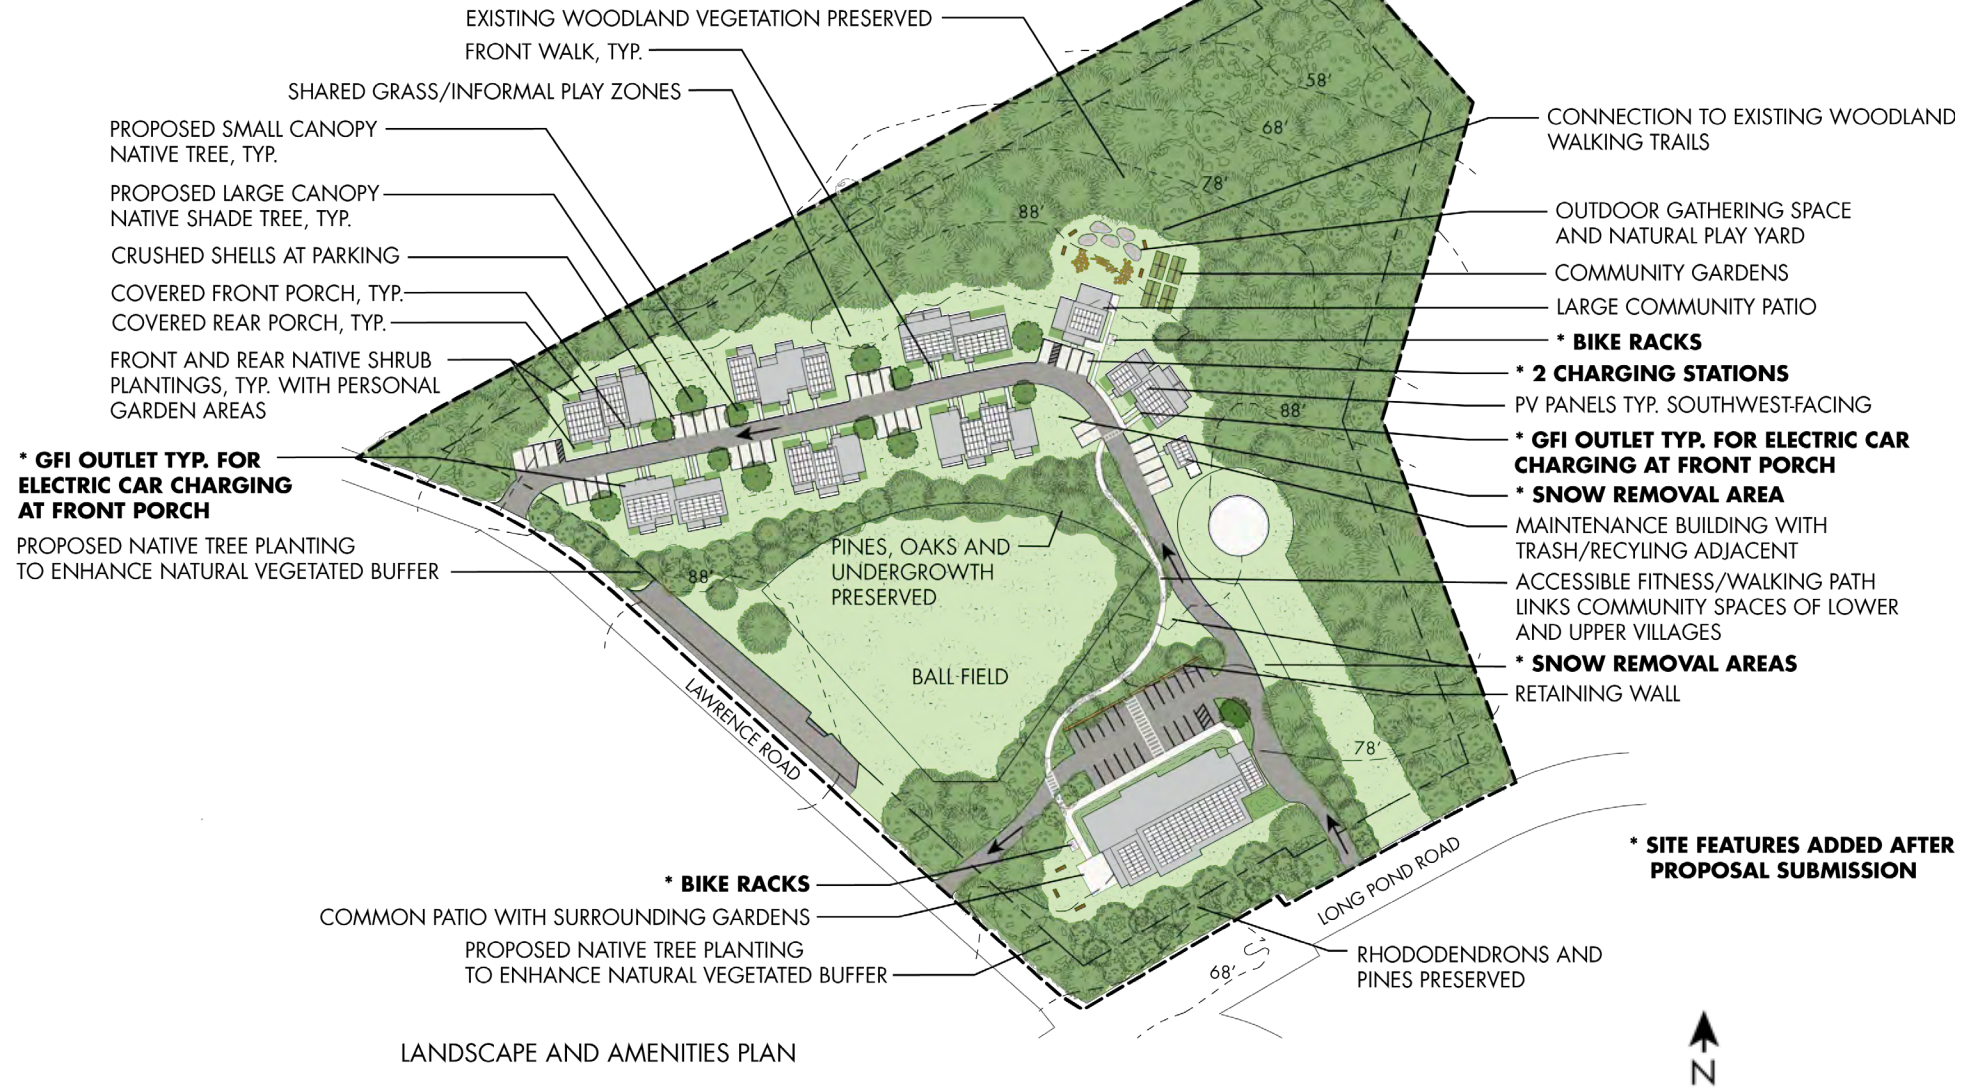 EXISTING WOODLAND VEGETATION PRESERVED
FRONT WALK, TYP.
SHARED GRASS/INFORMAL PLAY ZONES
PROPOSED SMALL CANOPY
NATIVE TREE, TYP.
PROPOSED LARGE CANOPY
NATIVE SHADE TREE, TYP.
CRUSHED SHELLS AT PARKING
COVERED FRONT PORCH, TYP.
COVERED REAR PORCH, TYP.
FRONT AND REAR NATIVE SHRUB
PLANTINGS, TYP. WITH PERSONAL
GARDEN AREAS
* GFI OUTLET TYP. FOR
ELECTRIC CAR CHARGING
AT FRONT PORCH
PROPOSED NATIVE TREE PLANTING
TO ENHANCE NATURAL VEGETATED BUFFER
58'
68'
78'
88'
88'
88'
78'
68'
PINES, OAKS AND
UNDERGROWTH
PRESERVED
BALL-FIELD
LAWRENCE ROAD
LONG POND ROAD
CONNECTION TO EXISTING WOODLAND
WALKING TRAILS
OUTDOOR GATHERING SPACE
AND NATURAL PLAY YARD
COMMUNITY GARDENS
LARGE COMMUNITY PATIO
* BIKE RACKS
* 2 CHARGING STATIONS
PV PANELS TYP. SOUTHWEST-FACING
* GFI OUTLET TYP. FOR ELECTRIC CAR
CHARGING AT FRONT PORCH
* SNOW REMOVAL AREA
MAINTENANCE BUILDING WITH
TRASH/RECYLING ADJACENT
ACCESSIBLE FITNESS/WALKING PATH
LINKS COMMUNITY SPACES OF LOWER
AND UPPER VILLAGES
* SNOW REMOVAL AREAS
RETAINING WALL
* SITE FEATURES ADDED AFTER
PROPOSAL SUBMISSION
* BIKE RACKS
COMMON PATIO WITH SURROUNDING GARDENS
PROPOSED NATIVE TREE PLANTING
TO ENHANCE NATURAL VEGETATED BUFFER
RHODODENDRONS AND
PINES PRESERVED
LANDSCAPE AND AMENITIES PLAN
N